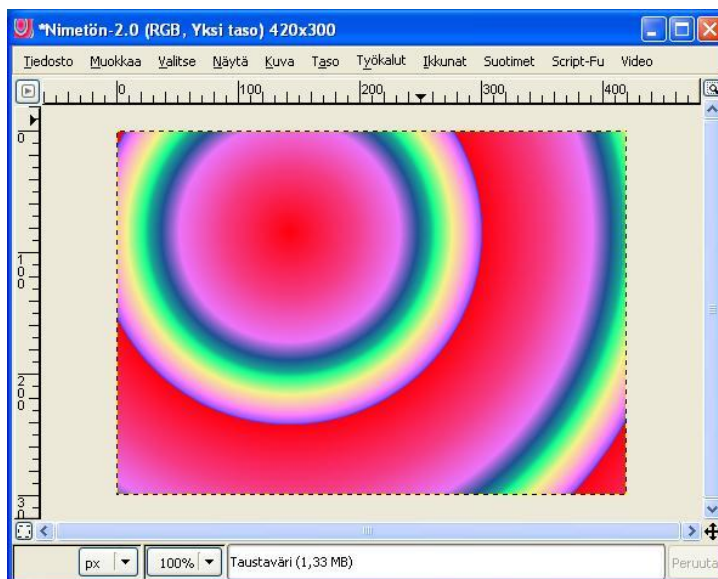 *Nimetön-2.0 (RGB, Yksi taso) 420x300
Tiedosto Muokkaa Valitse Näytä Kuva Taso Työkalut Ikkunat Suotimet Script-Fu Video
0 100 200 300 400
0
100
200
30
px 100% Taustaväri (1,33 MB) Peruuta